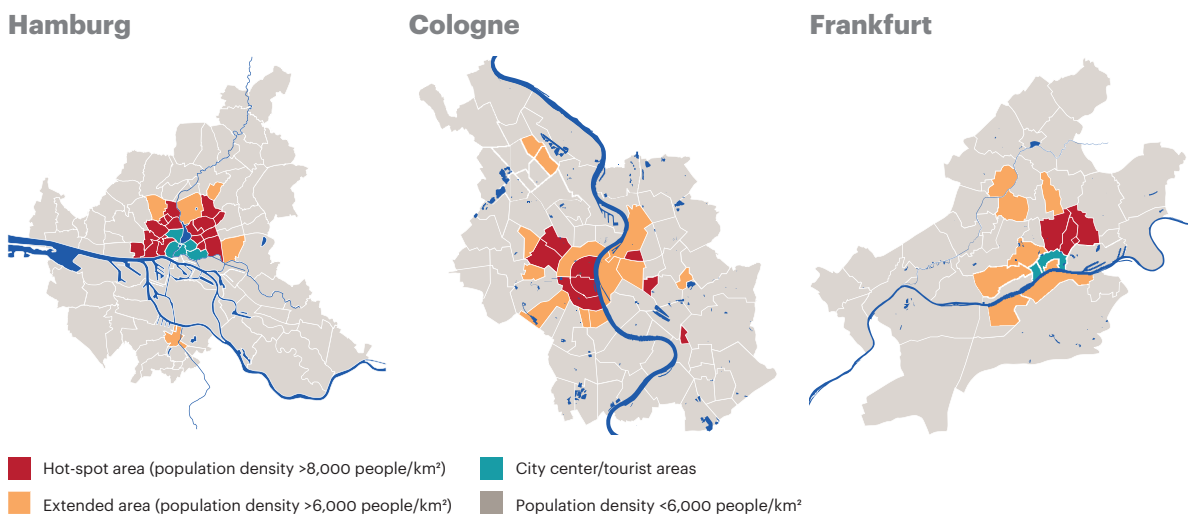 Hamburg
Cologne
Frankfurt
Hot-spot area (population density >8,000 people/km²)
City center/tourist areas
Extended area (population density >6,000 people/km²)
Population density <6,000 people/km²